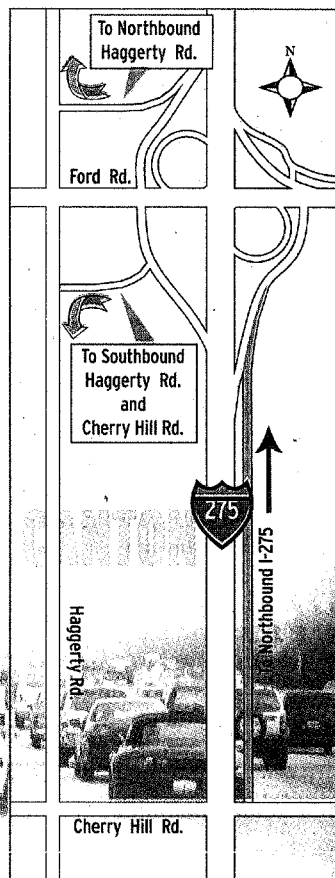 To Northbound
Haggerty Rd.
N
Ford Rd.
To Southbound
Haggerty Rd.
and
Cherry Hill Rd.
275
CANTON
To Northbound I-275
Haggerty Rd.
Cherry Hill Rd.